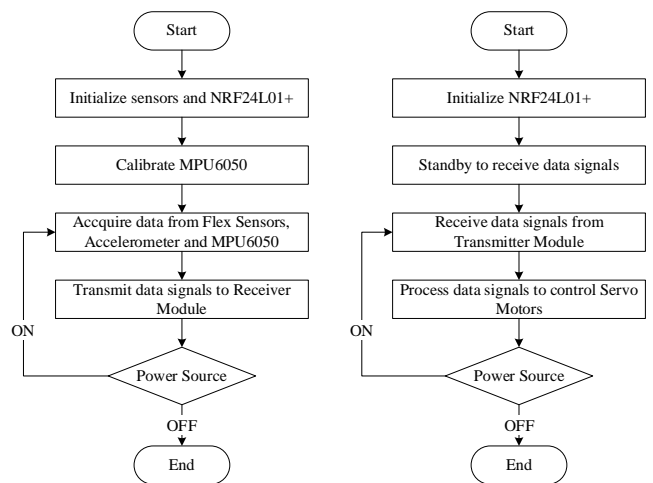 Start
Initialize sensors and NRF24L01+
Calibrate MPU6050
Accquire data from Flex Sensors,
Accelerometer and MPU6050
Transmit data signals to Receiver
Module
ON
Power Source
OFF
End
Start
Initialize NRF24L01+
Standby to receive data signals
Receive data signals from
Transmitter Module
Process data signals to control Servo
Motors
ON
Power Source
OFF
End